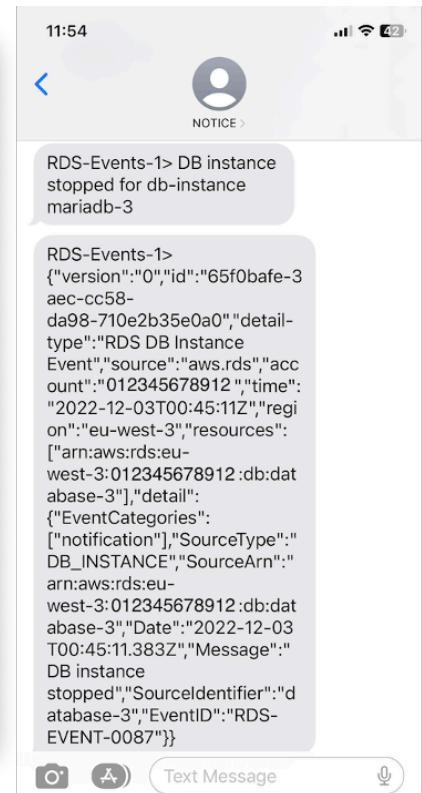 11:54
42
NOTICE >
RDS-Events-1> DB instance
stopped for db-instance
mariadb-3
RDS-Events-1>
{"version":"0","id":"65f0bafe-3
aec-cc58-
da98-710e2b35e0a0","detail-
type":"RDS DB Instance
Event","source":"aws.rds","acc
ount":"012345678912 ","time":
"2022-12-03T00:45:11Z","regi
on":"eu-west-3","resources":
["arn:aws:rds:eu-
west-3:012345678912:db:dat
abase-3"],"detail":
{"EventCategories":
["notification"],"SourceType":"
DB_INSTANCE","SourceArn":"
arn:aws:rds:eu-
west-3:012345678912:db:dat
abase-3","Date":"2022-12-03
T00:45:11.383Z","Message":"
DB instance
stopped","SourceIdentifier":"d
atabase-3","EventID":"RDS-
EVENT-0087"}}
Text Message